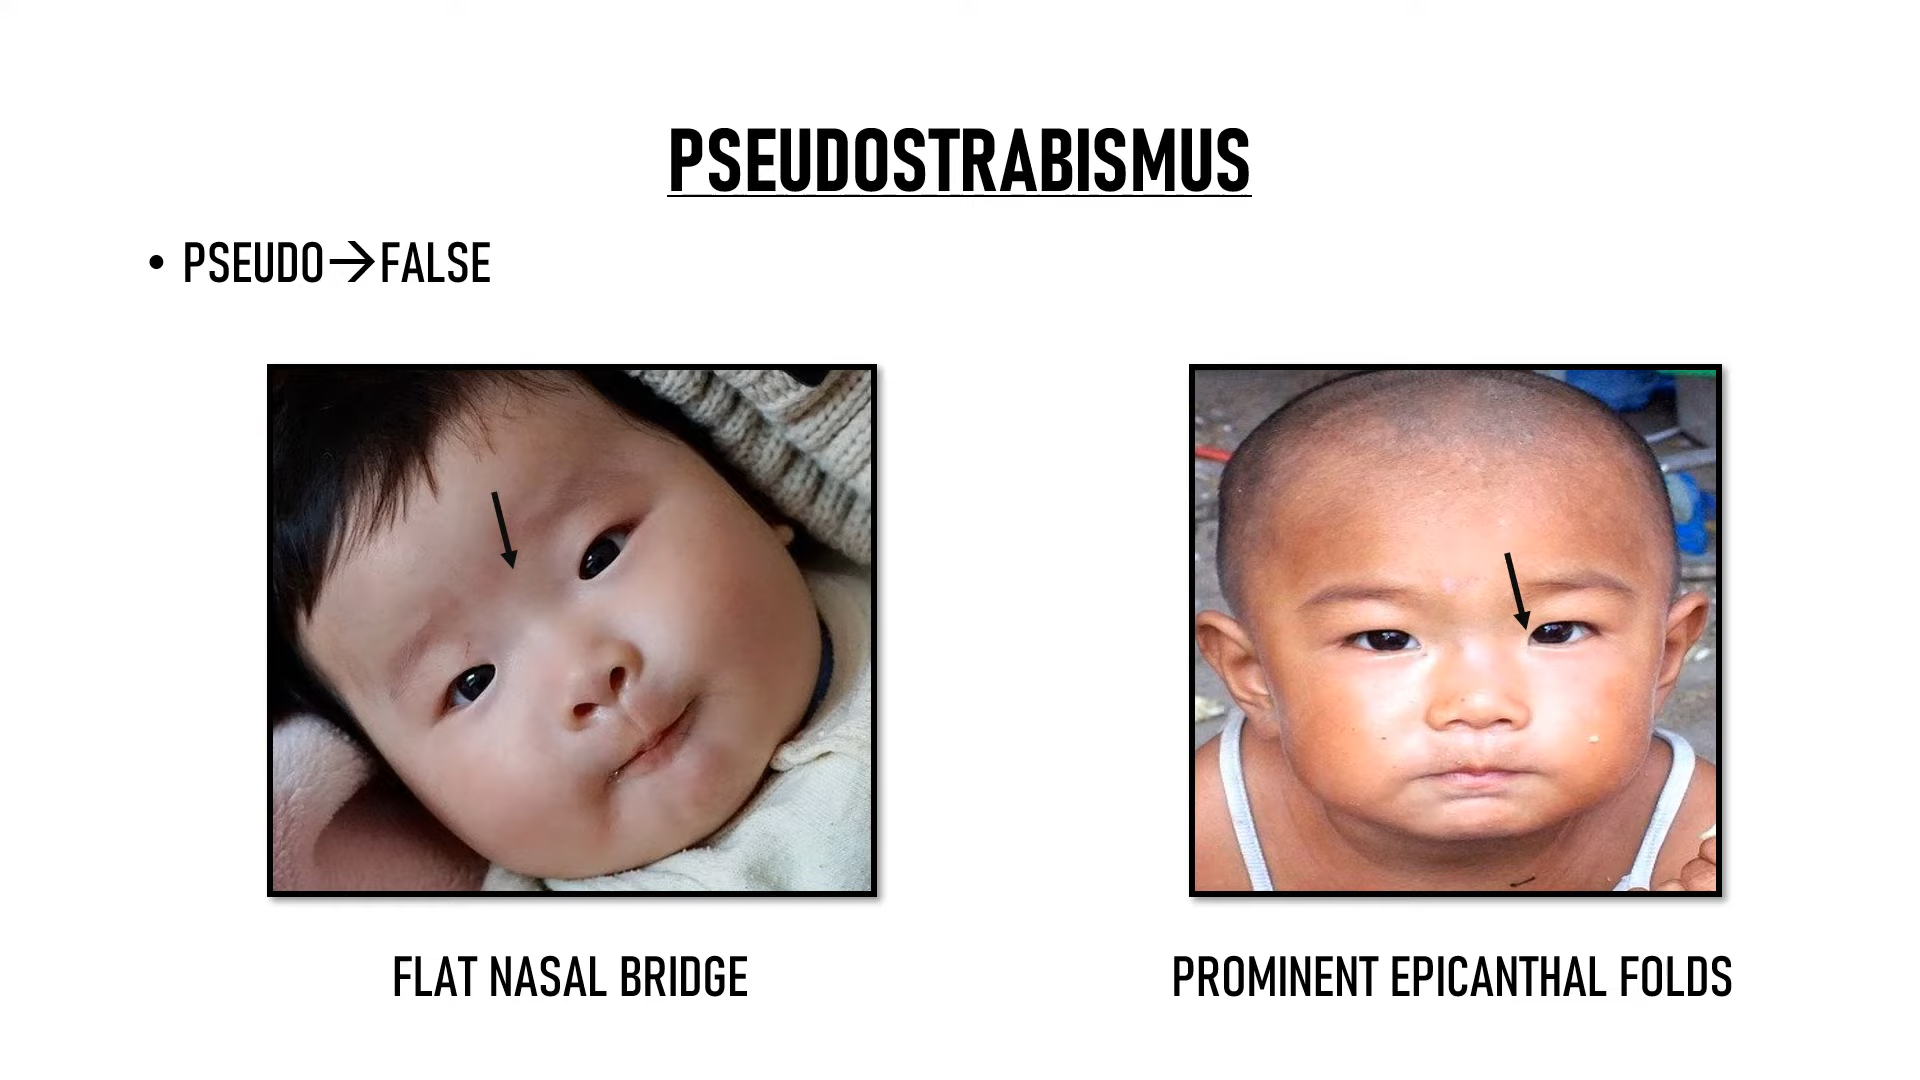 PSEUDOSTRABISMUS
• PSEUDO→FALSE
FLAT NASAL BRIDGE
PROMINENT EPICANTHAL FOLDS